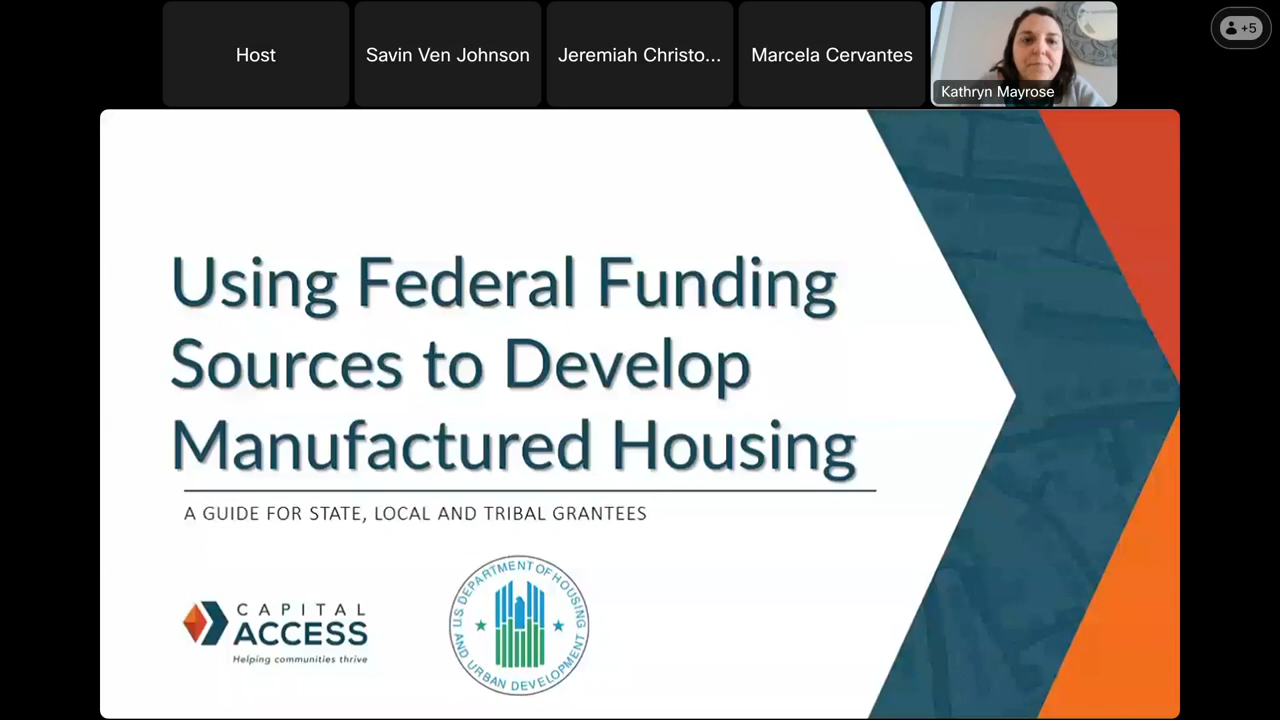 Host
Savin Ven Johnson
Jeremiah Christo...
Marcela Cervantes
Kathryn Mayrose
+5
Using Federal Funding
Sources to Develop
Manufactured Housing
A GUIDE FOR STATE, LOCAL AND TRIBAL GRANTEES
CAPITAL
ACCESS
Helping communities thrive
U.S. DEPARTMENT OF HOUSING
AND URBAN DEVELOPMENT